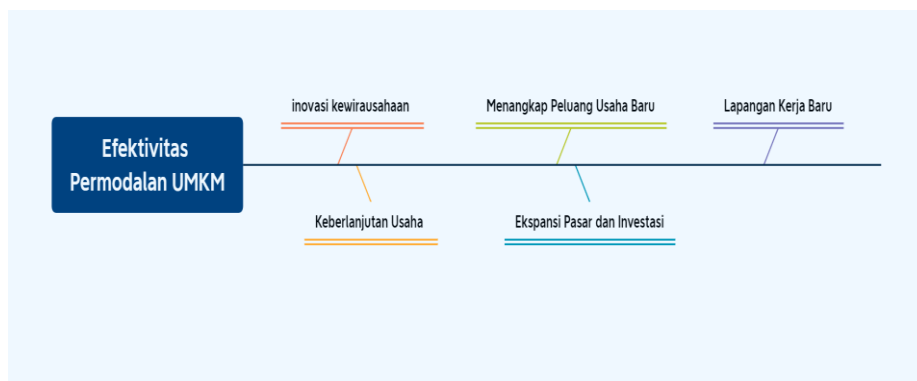 Efektivitas
Permodalan UMKM
inovasi kewirausahaan
Menangkap Peluang Usaha Baru
Lapangan Kerja Baru
Keberlanjutan Usaha
Ekspansi Pasar dan Investasi